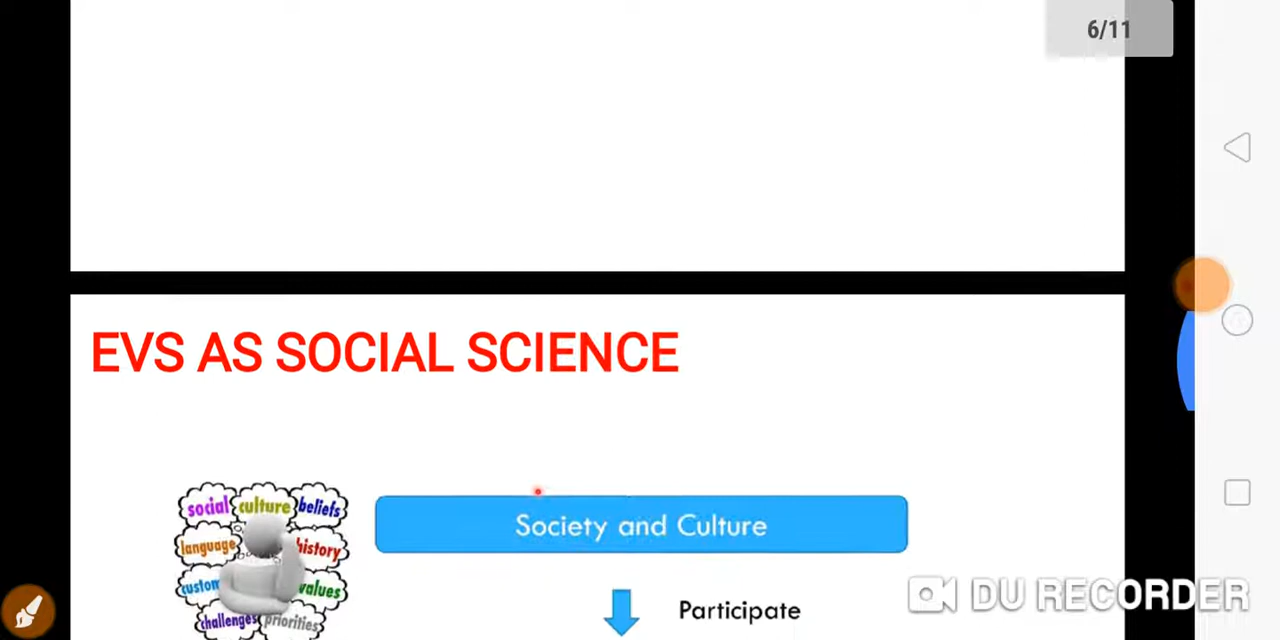 6/11
EVS AS SOCIAL SCIENCE
social culture beliefs
language history
custom values
challenges priorities
Society and Culture
Participate
DU RECORDER